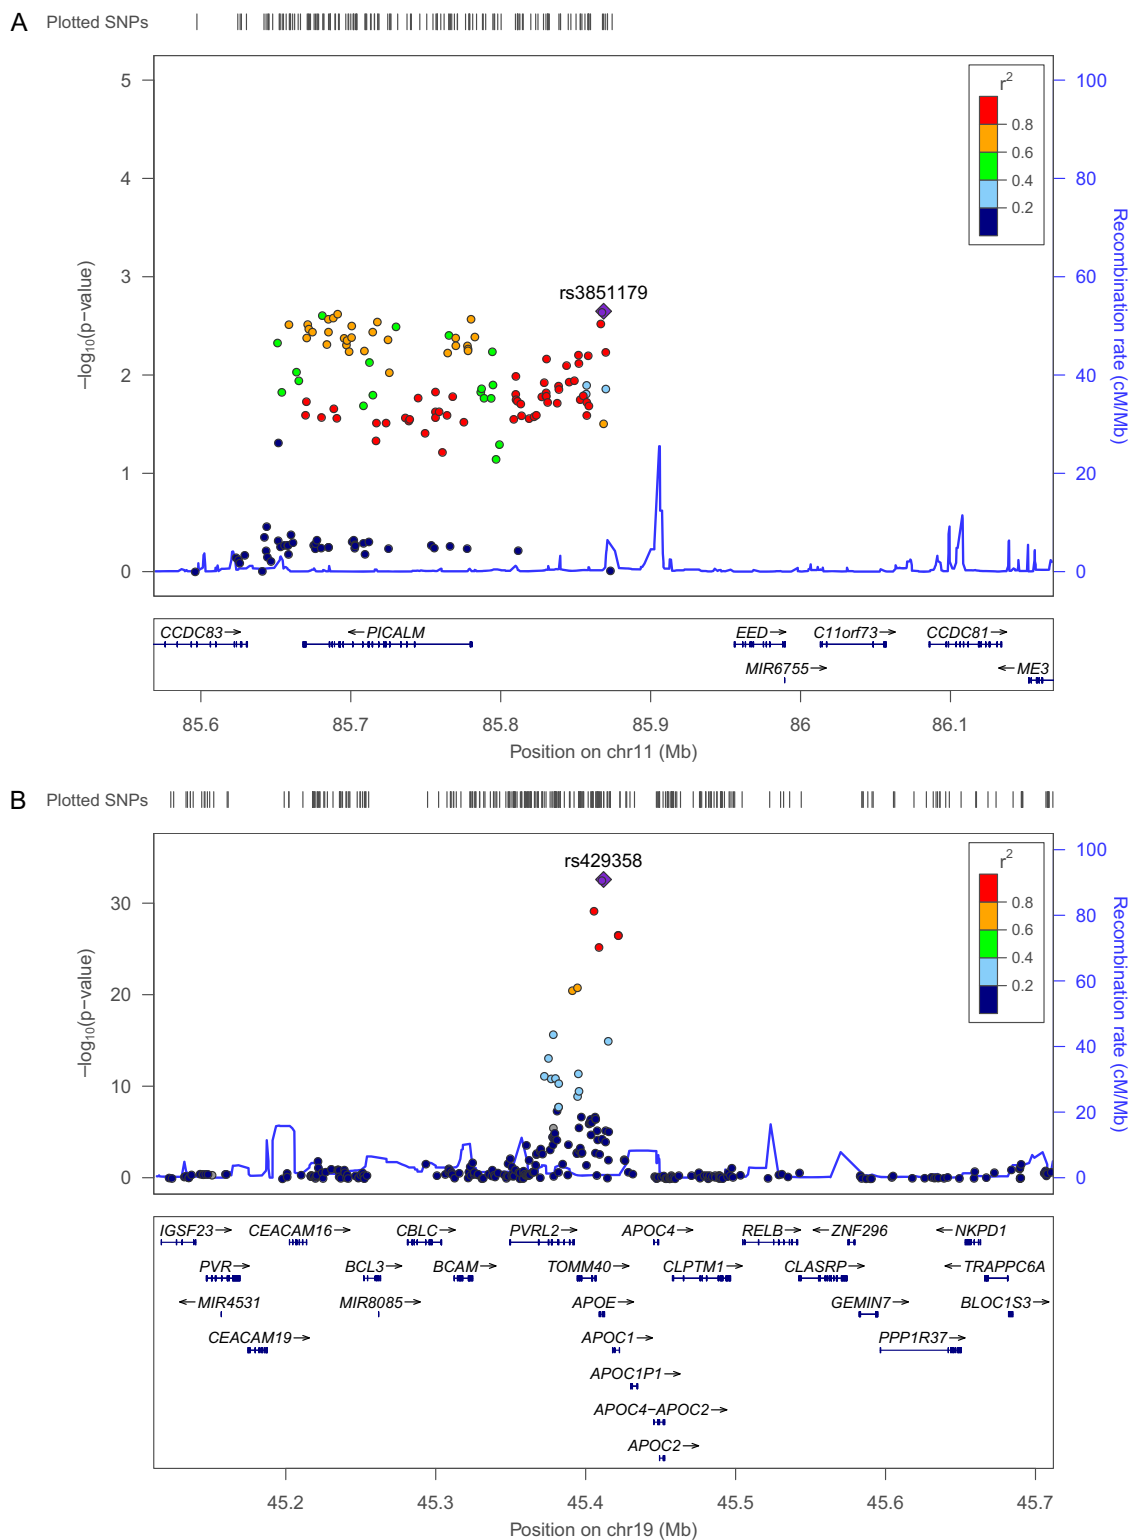 A Plotted SNPs
5
4
3
2
1
0
−log10(p−value)
100
80
60
40
20
0
Recombination rate (cM/Mb)
r2
0.8
0.6
0.4
0.2
rs3851179
CCDC83→ ←PICALM EED→ C11orf73→ CCDC81→
MIR6755→ ←ME3
85.6 85.7 85.8 85.9 86 86.1
Position on chr11 (Mb)
B Plotted SNPs
30
20
10
0
−log10(p−value)
100
80
60
40
20
0
Recombination rate (cM/Mb)
r2
0.8
0.6
0.4
0.2
rs429358
IGSF23→ CEACAM16→ CBLC→ PVRL2→ APOC4→ RELB→ ←ZNF296 ←NKPD1
PVR→ BCL3→ BCAM→ TOMM40→ CLPTM1→ CLASRP→ ←TRAPPC6A
←MIR4531 MIR8085→ APOE→ GEMIN7→ BLOC1S3→
CEACAM19→ APOC1→ PPP1R37→
APOC1P1→
APOC4−APOC2→
APOC2→
45.2 45.3 45.4 45.5 45.6 45.7
Position on chr19 (Mb)